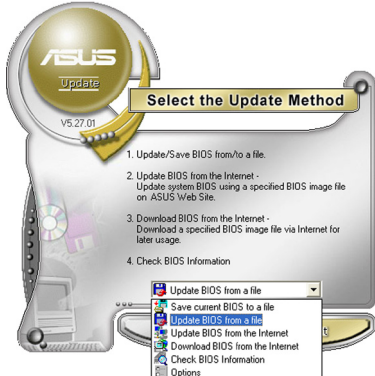 ASUS
Update
V5.27.01
Select the Update Method
1. Update/Save BIOS from/to a file.
2. Update BIOS from the Internet -
Update system BIOS using a specified BIOS image file
on ASUS Web Site.
3. Download BIOS from the Internet -
Download a specified BIOS image file via Internet for
later usage.
4. Check BIOS Information
Update BIOS from a file
Save current BIOS to a file
Update BIOS from a file
Update BIOS from the Internet
Download BIOS from the Internet
Check BIOS Information
Options